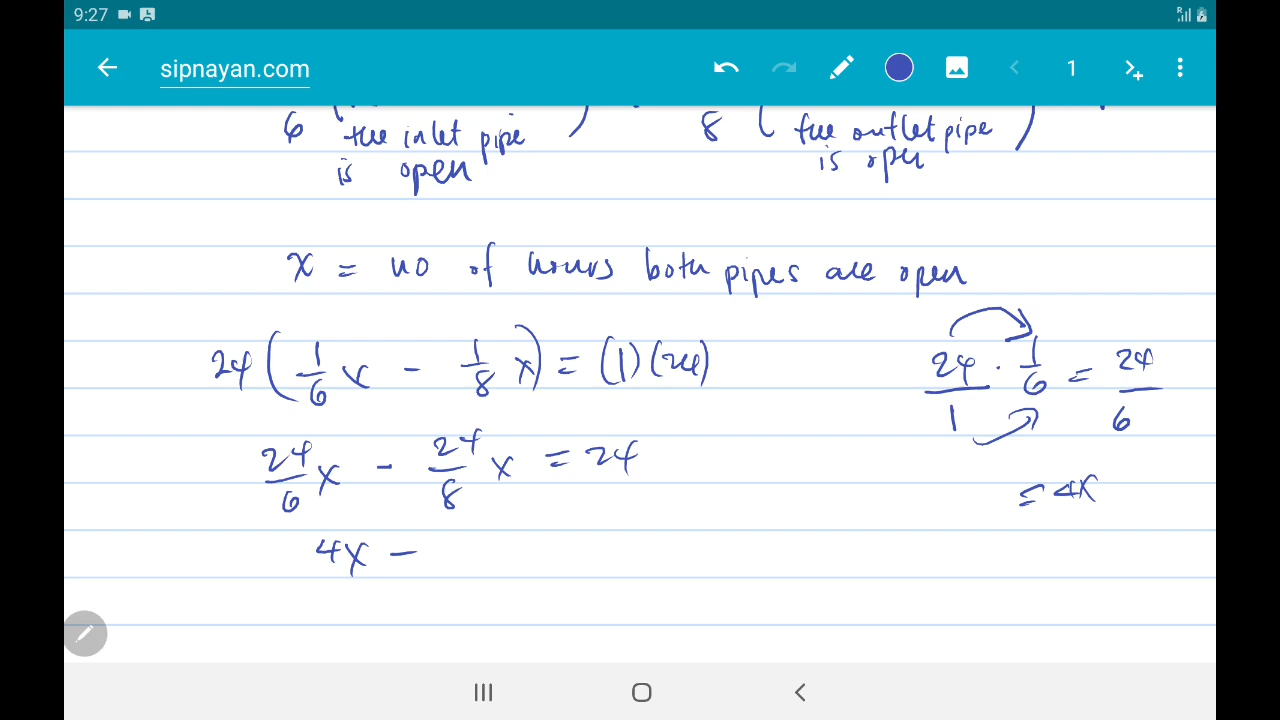 9:27
sipnayan.com
1
6 the inlet pipe 8 the outlet pipe
is open is open
x = no of hours both pipes are open
24 ( 1/6 x - 1/8 x ) = (1)(24) 24/1 · 1/6 = 24/6
24/6 x - 24/8 x = 24
= 4x
4x -